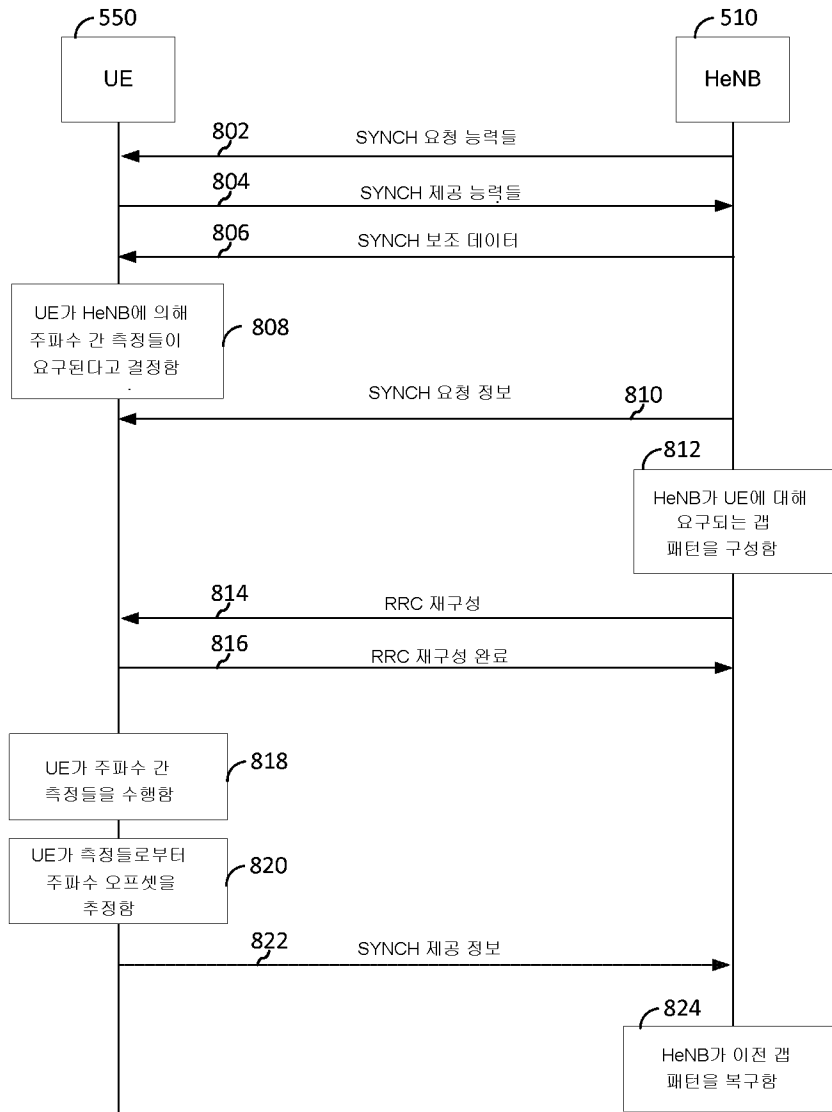 550
510
UE
HeNB
802
SYNCH 요청 능력들
804
SYNCH 제공 능력들
806
SYNCH 보조 데이터
UE가 HeNB에 의해
주파수 간 측정들이
요구된다고 결정함
808
SYNCH 요청 정보
810
812
HeNB가 UE에 대해
요구되는 갭
패턴을 구성함
814
RRC 재구성
816
RRC 재구성 완료
UE가 주파수 간
측정들을 수행함
818
UE가 측정들로부터
주파수 오프셋을
추정함
820
822
SYNCH 제공 정보
824
HeNB가 이전 갭
패턴을 복구함